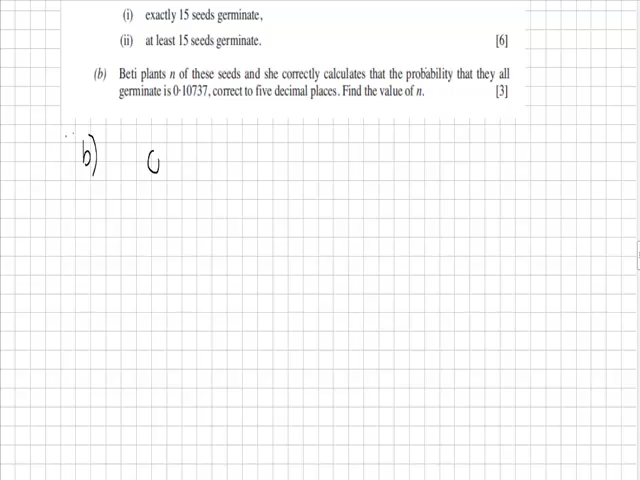 (i) exactly 15 seeds germinate,
(ii) at least 15 seeds germinate. [6]
(b) Beti plants n of these seeds and she correctly calculates that the probability that they all
germinate is 0·10737, correct to five decimal places. Find the value of n. [3]
b) 0